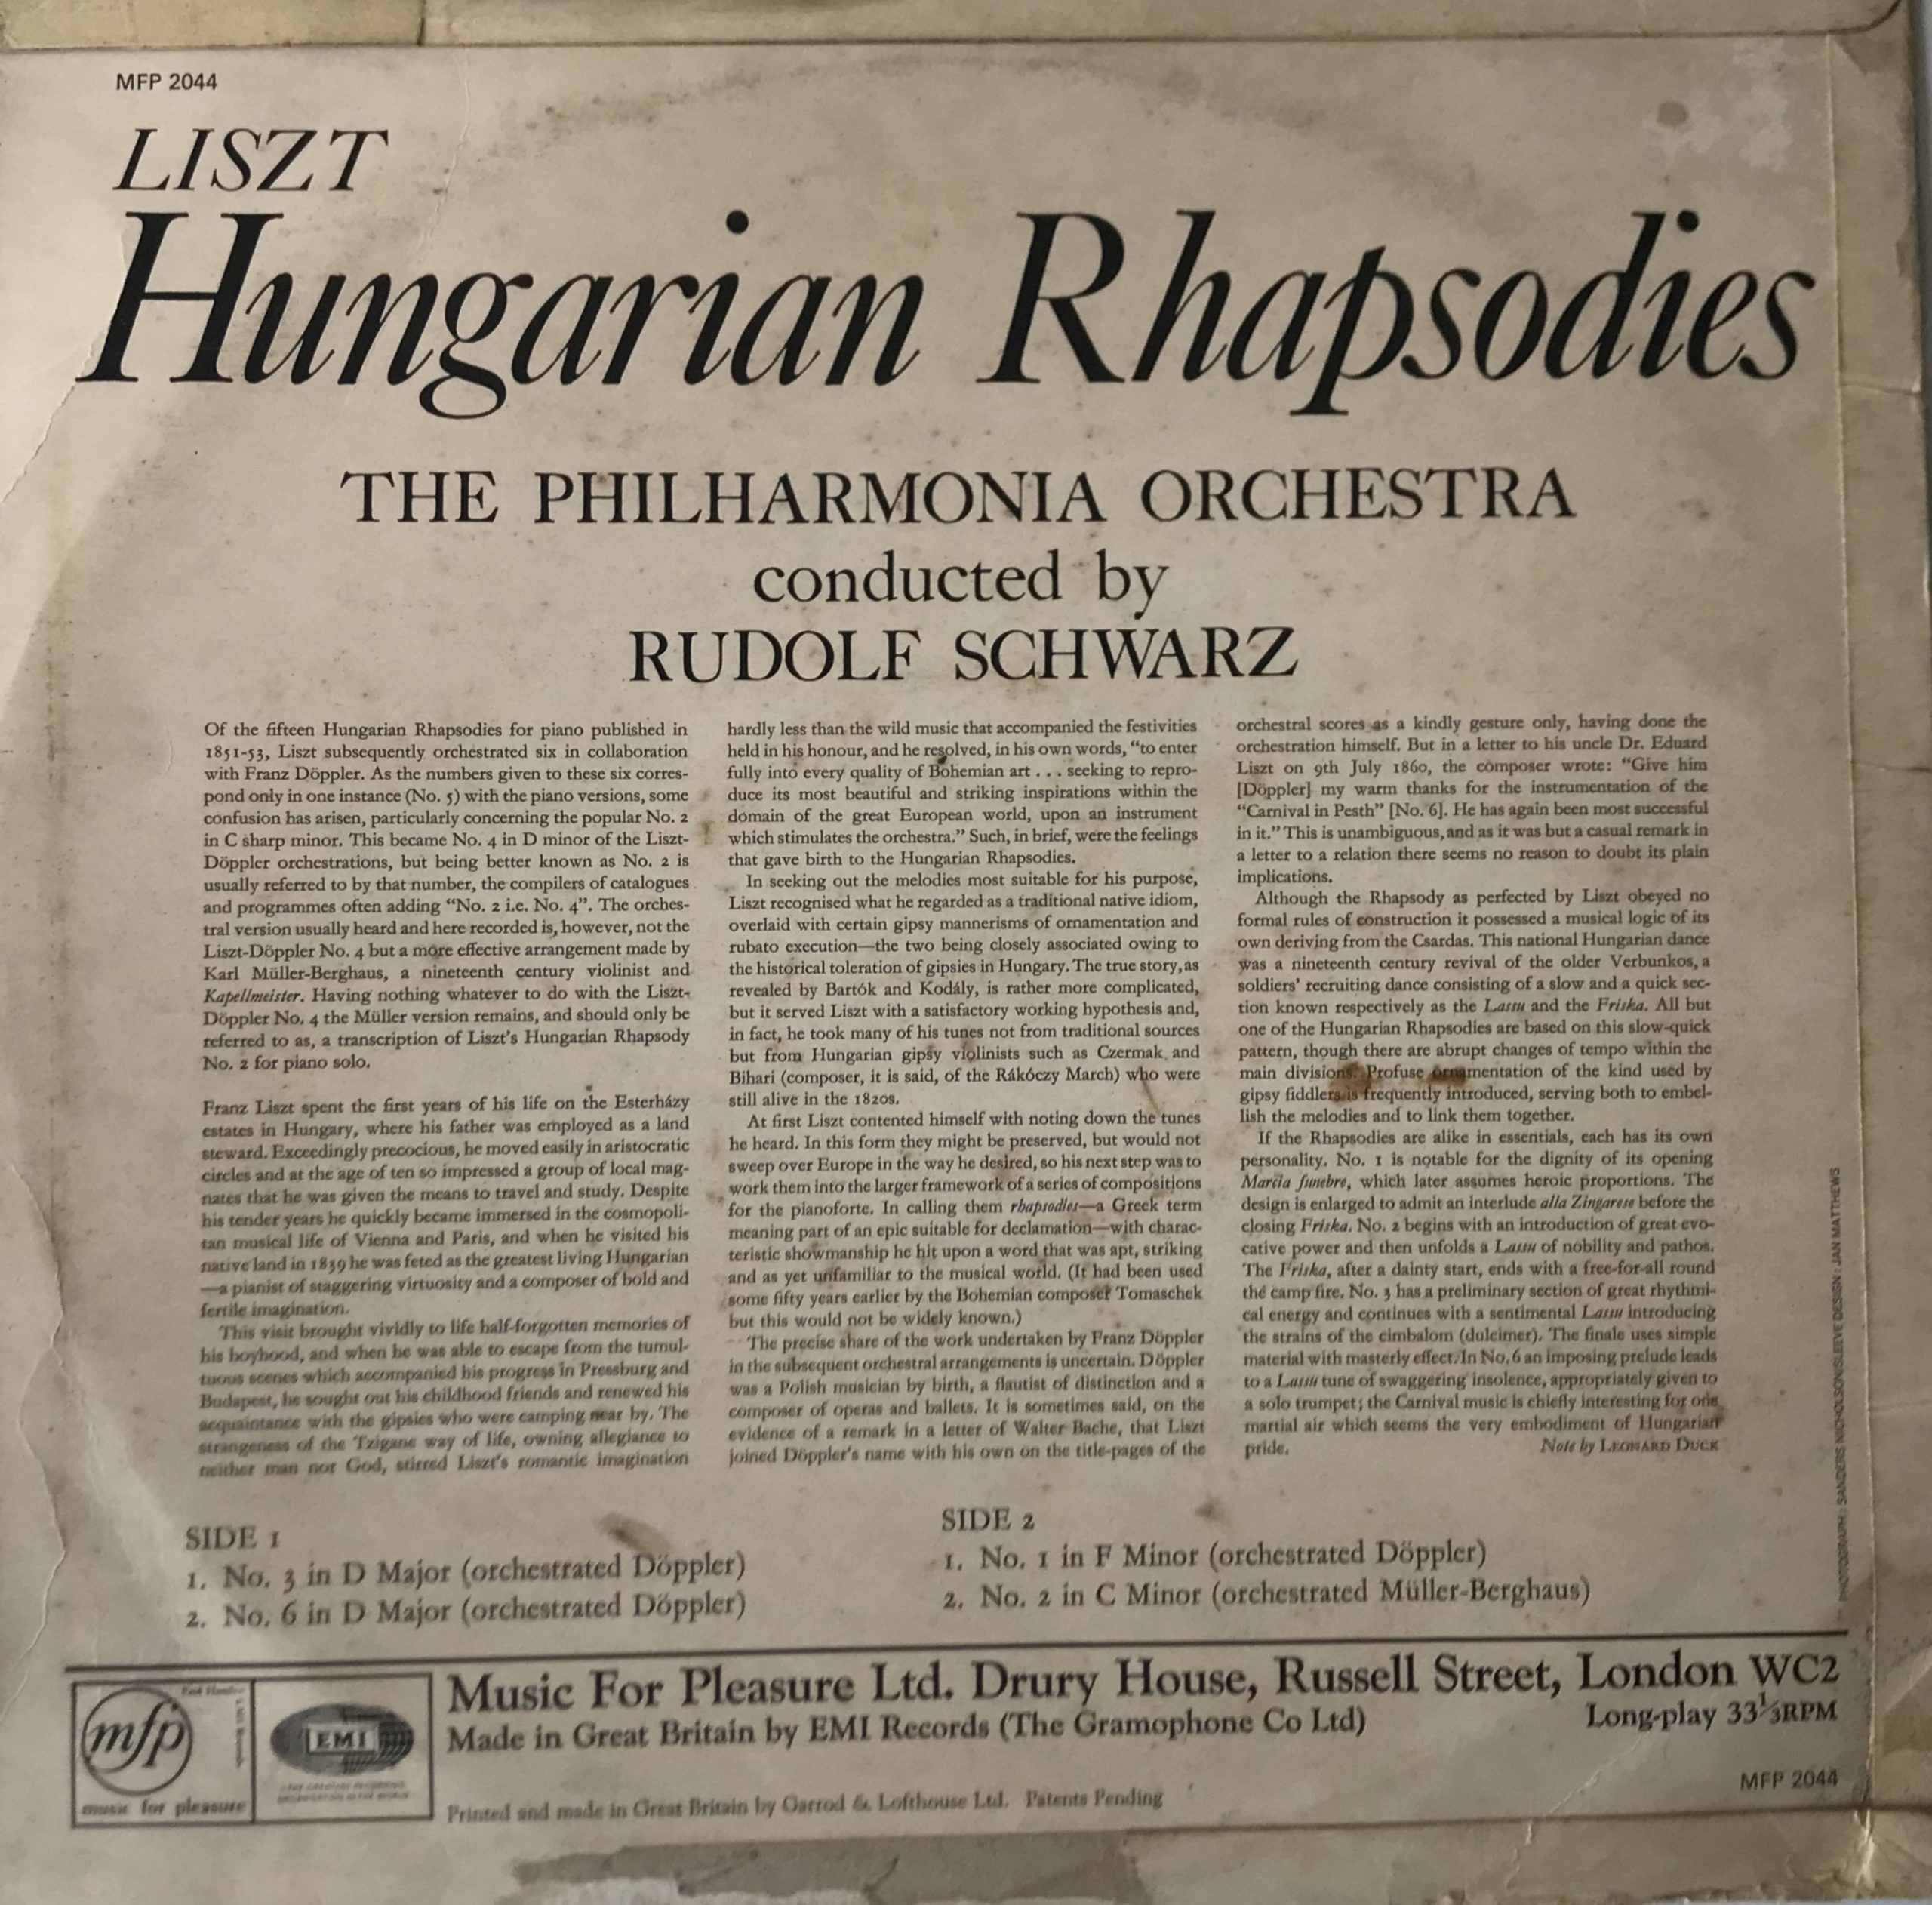 MFP 2044
LISZT
Hungarian Rhapsodies
THE PHILHARMONIA ORCHESTRA
conducted by
RUDOLF SCHWARZ
Of the fifteen Hungarian Rhapsodies for piano published in
1851-53, Liszt subsequently orchestrated six in collaboration
with Franz Döppler. As the numbers given to these six corres-
pond only in one instance (No. 5) with the piano versions, some
confusion has arisen, particularly concerning the popular No. 2
in C sharp minor. This became No. 4 in D minor of the Liszt-
Döppler orchestrations, but being better known as No. 2 is
usually referred to by that number, the compilers of catalogues
and programmes often adding “No. 2 i.e. No. 4”. The orches-
tral version usually heard and here recorded is, however, not the
Liszt-Döppler No. 4 but a more effective arrangement made by
Karl Müller-Berghaus, a nineteenth century violinist and
Kapellmeister. Having nothing whatever to do with the Liszt-
Döppler No. 4 the Müller version remains, and should only be
referred to as, a transcription of Liszt’s Hungarian Rhapsody
No. 2 for piano solo.
Franz Liszt spent the first years of his life on the Esterházy
estates in Hungary, where his father was employed as a land
steward. Exceedingly precocious, he moved easily in aristocratic
circles and at the age of ten so impressed a group of local mag-
nates that he was given the means to travel and study. Despite
his tender years he quickly became immersed in the cosmopoli-
tan musical life of Vienna and Paris, and when he visited his
native land in 1839 he was feted as the greatest living Hungarian
—a pianist of staggering virtuosity and a composer of bold and
fertile imagination.
This visit brought vividly to life half-forgotten memories of
his boyhood, and when he was able to escape from the tumul-
tuous scenes which accompanied his progress in Pressburg and
Budapest, he sought out his childhood friends and renewed his
acquaintance with the gipsies who were camping near by. The
strangeness of the Tzigane way of life, owning allegiance to
neither man nor God, stirred Liszt’s romantic imagination
hardly less than the wild music that accompanied the festivities
held in his honour, and he resolved, in his own words, “to enter
fully into every quality of Bohemian art . . . seeking to repro-
duce its most beautiful and striking inspirations within the
domain of the great European world, upon an instrument
which stimulates the orchestra.” Such, in brief, were the feelings
that gave birth to the Hungarian Rhapsodies.
In seeking out the melodies most suitable for his purpose,
Liszt recognised what he regarded as a traditional native idiom,
overlaid with certain gipsy mannerisms of ornamentation and
rubato execution—the two being closely associated owing to
the historical toleration of gipsies in Hungary. The true story, as
revealed by Bartók and Kodály, is rather more complicated,
but it served Liszt with a satisfactory working hypothesis and,
in fact, he took many of his tunes not from traditional sources
but from Hungarian gipsy violinists such as Czermak and
Bihari (composer, it is said, of the Rákóczy March) who were
still alive in the 1820s.
At first Liszt contented himself with noting down the tunes
he heard. In this form they might be preserved, but would not
sweep over Europe in the way he desired, so his next step was to
work them into the larger framework of a series of compositions
for the pianoforte. In calling them rhapsodies—a Greek term
meaning part of an epic suitable for declamation—with charac-
teristic showmanship he hit upon a word that was apt, striking
and as yet unfamiliar to the musical world. (It had been used
some fifty years earlier by the Bohemian composer Tomaschek
but this would not be widely known.)
The precise share of the work undertaken by Franz Döppler
in the subsequent orchestral arrangements is uncertain. Döppler
was a Polish musician by birth, a flautist of distinction and a
composer of operas and ballets. It is sometimes said, on the
evidence of a remark in a letter of Walter Bache, that Liszt
joined Döppler’s name with his own on the title-pages of the
orchestral scores as a kindly gesture only, having done the
orchestration himself. But in a letter to his uncle Dr. Eduard
Liszt on 9th July 1860, the composer wrote: “Give him
[Döppler] my warm thanks for the instrumentation of the
“Carnival in Pesth” [No. 6]. He has again been most successful
in it.” This is unambiguous, and as it was but a casual remark in
a letter to a relation there seems no reason to doubt its plain
implications.
Although the Rhapsody as perfected by Liszt obeyed no
formal rules of construction it possessed a musical logic of its
own deriving from the Csardas. This national Hungarian dance
was a nineteenth century revival of the older Verbunkos, a
soldiers’ recruiting dance consisting of a slow and a quick sec-
tion known respectively as the Lassu and the Friska. All but
one of the Hungarian Rhapsodies are based on this slow-quick
pattern, though there are abrupt changes of tempo within the
main divisions. Profuse ornamentation of the kind used by
gipsy fiddlers is frequently introduced, serving both to embel-
lish the melodies and to link them together.
If the Rhapsodies are alike in essentials, each has its own
personality. No. 1 is notable for the dignity of its opening
Marcia funebre, which later assumes heroic proportions. The
design is enlarged to admit an interlude alla Zingarese before the
closing Friska. No. 2 begins with an introduction of great evo-
cative power and then unfolds a Lassu of nobility and pathos.
The Friska, after a dainty start, ends with a free-for-all round
the camp fire. No. 3 has a preliminary section of great rhythmi-
cal energy and continues with a sentimental Lassu introducing
the strains of the cimbalom (dulcimer). The finale uses simple
material with masterly effect. In No. 6 an imposing prelude leads
to a Lassu tune of swaggering insolence, appropriately given to
a solo trumpet; the Carnival music is chiefly interesting for one
martial air which seems the very embodiment of Hungarian
pride.
Note by LEONARD DUCK
PHOTOGRAPH : SANDERS NICHOLSON/SLEEVE DESIGN : JAN MATTHEWS
SIDE 1
1. No. 3 in D Major (orchestrated Döppler)
2. No. 6 in D Major (orchestrated Döppler)
SIDE 2
1. No. 1 in F Minor (orchestrated Döppler)
2. No. 2 in C Minor (orchestrated Müller-Berghaus)
mfp
music for pleasure
EMI
Music For Pleasure Ltd. Drury House, Russell Street, London WC2
Made in Great Britain by EMI Records (The Gramophone Co Ltd)
Long-play 33⅓RPM
Printed and made in Great Britain by Garrod & Lofthouse Ltd. Patents Pending
MFP 2044